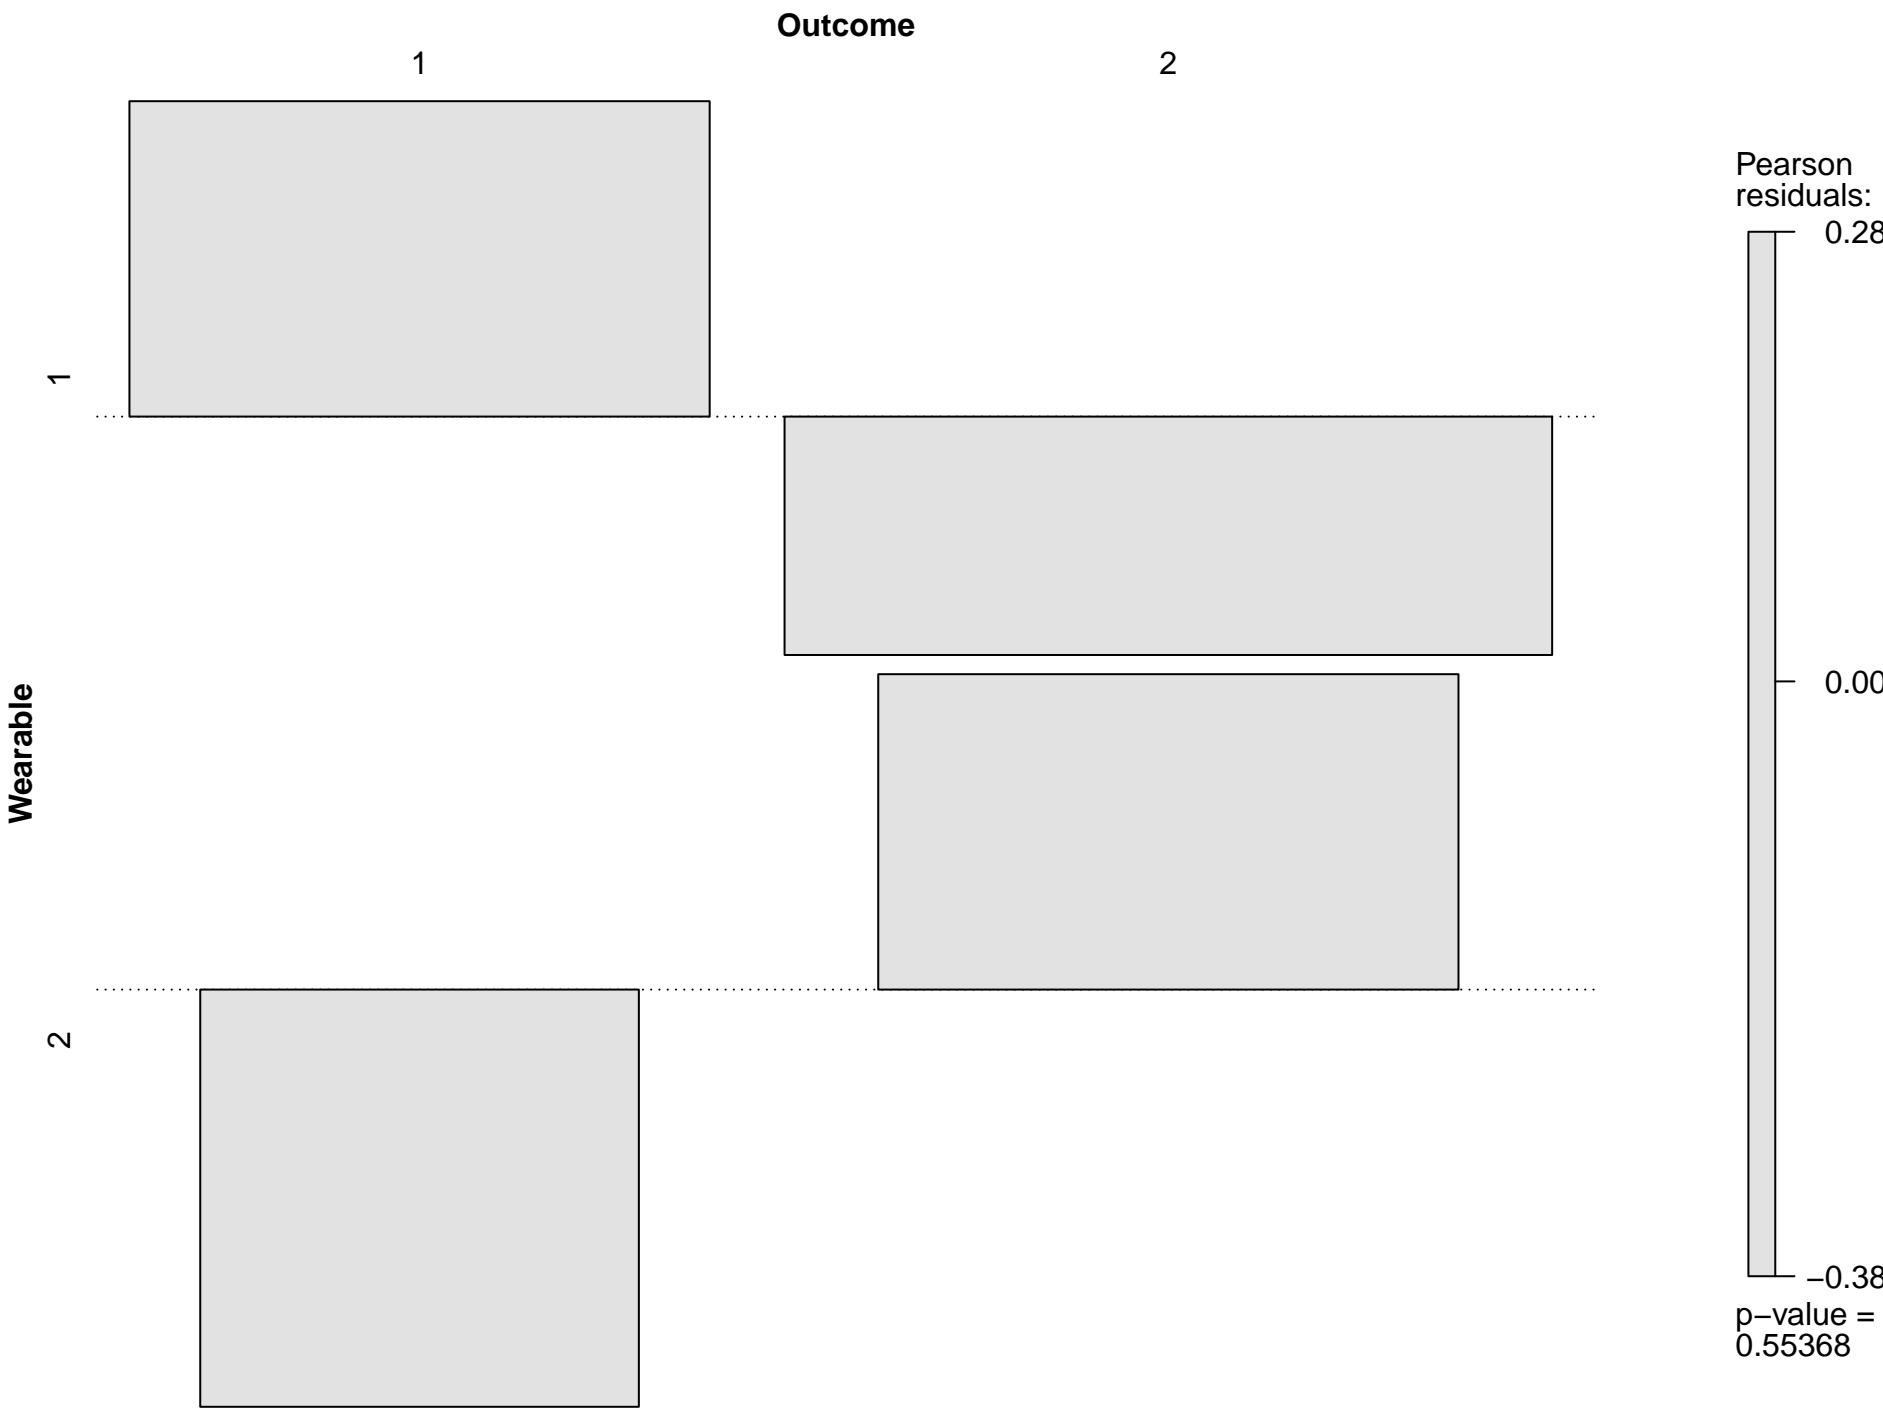 Outcome
1
2
Pearson
residuals:
0.28
0.00
−0.38
p−value =
0.55368
Wearable
1
2